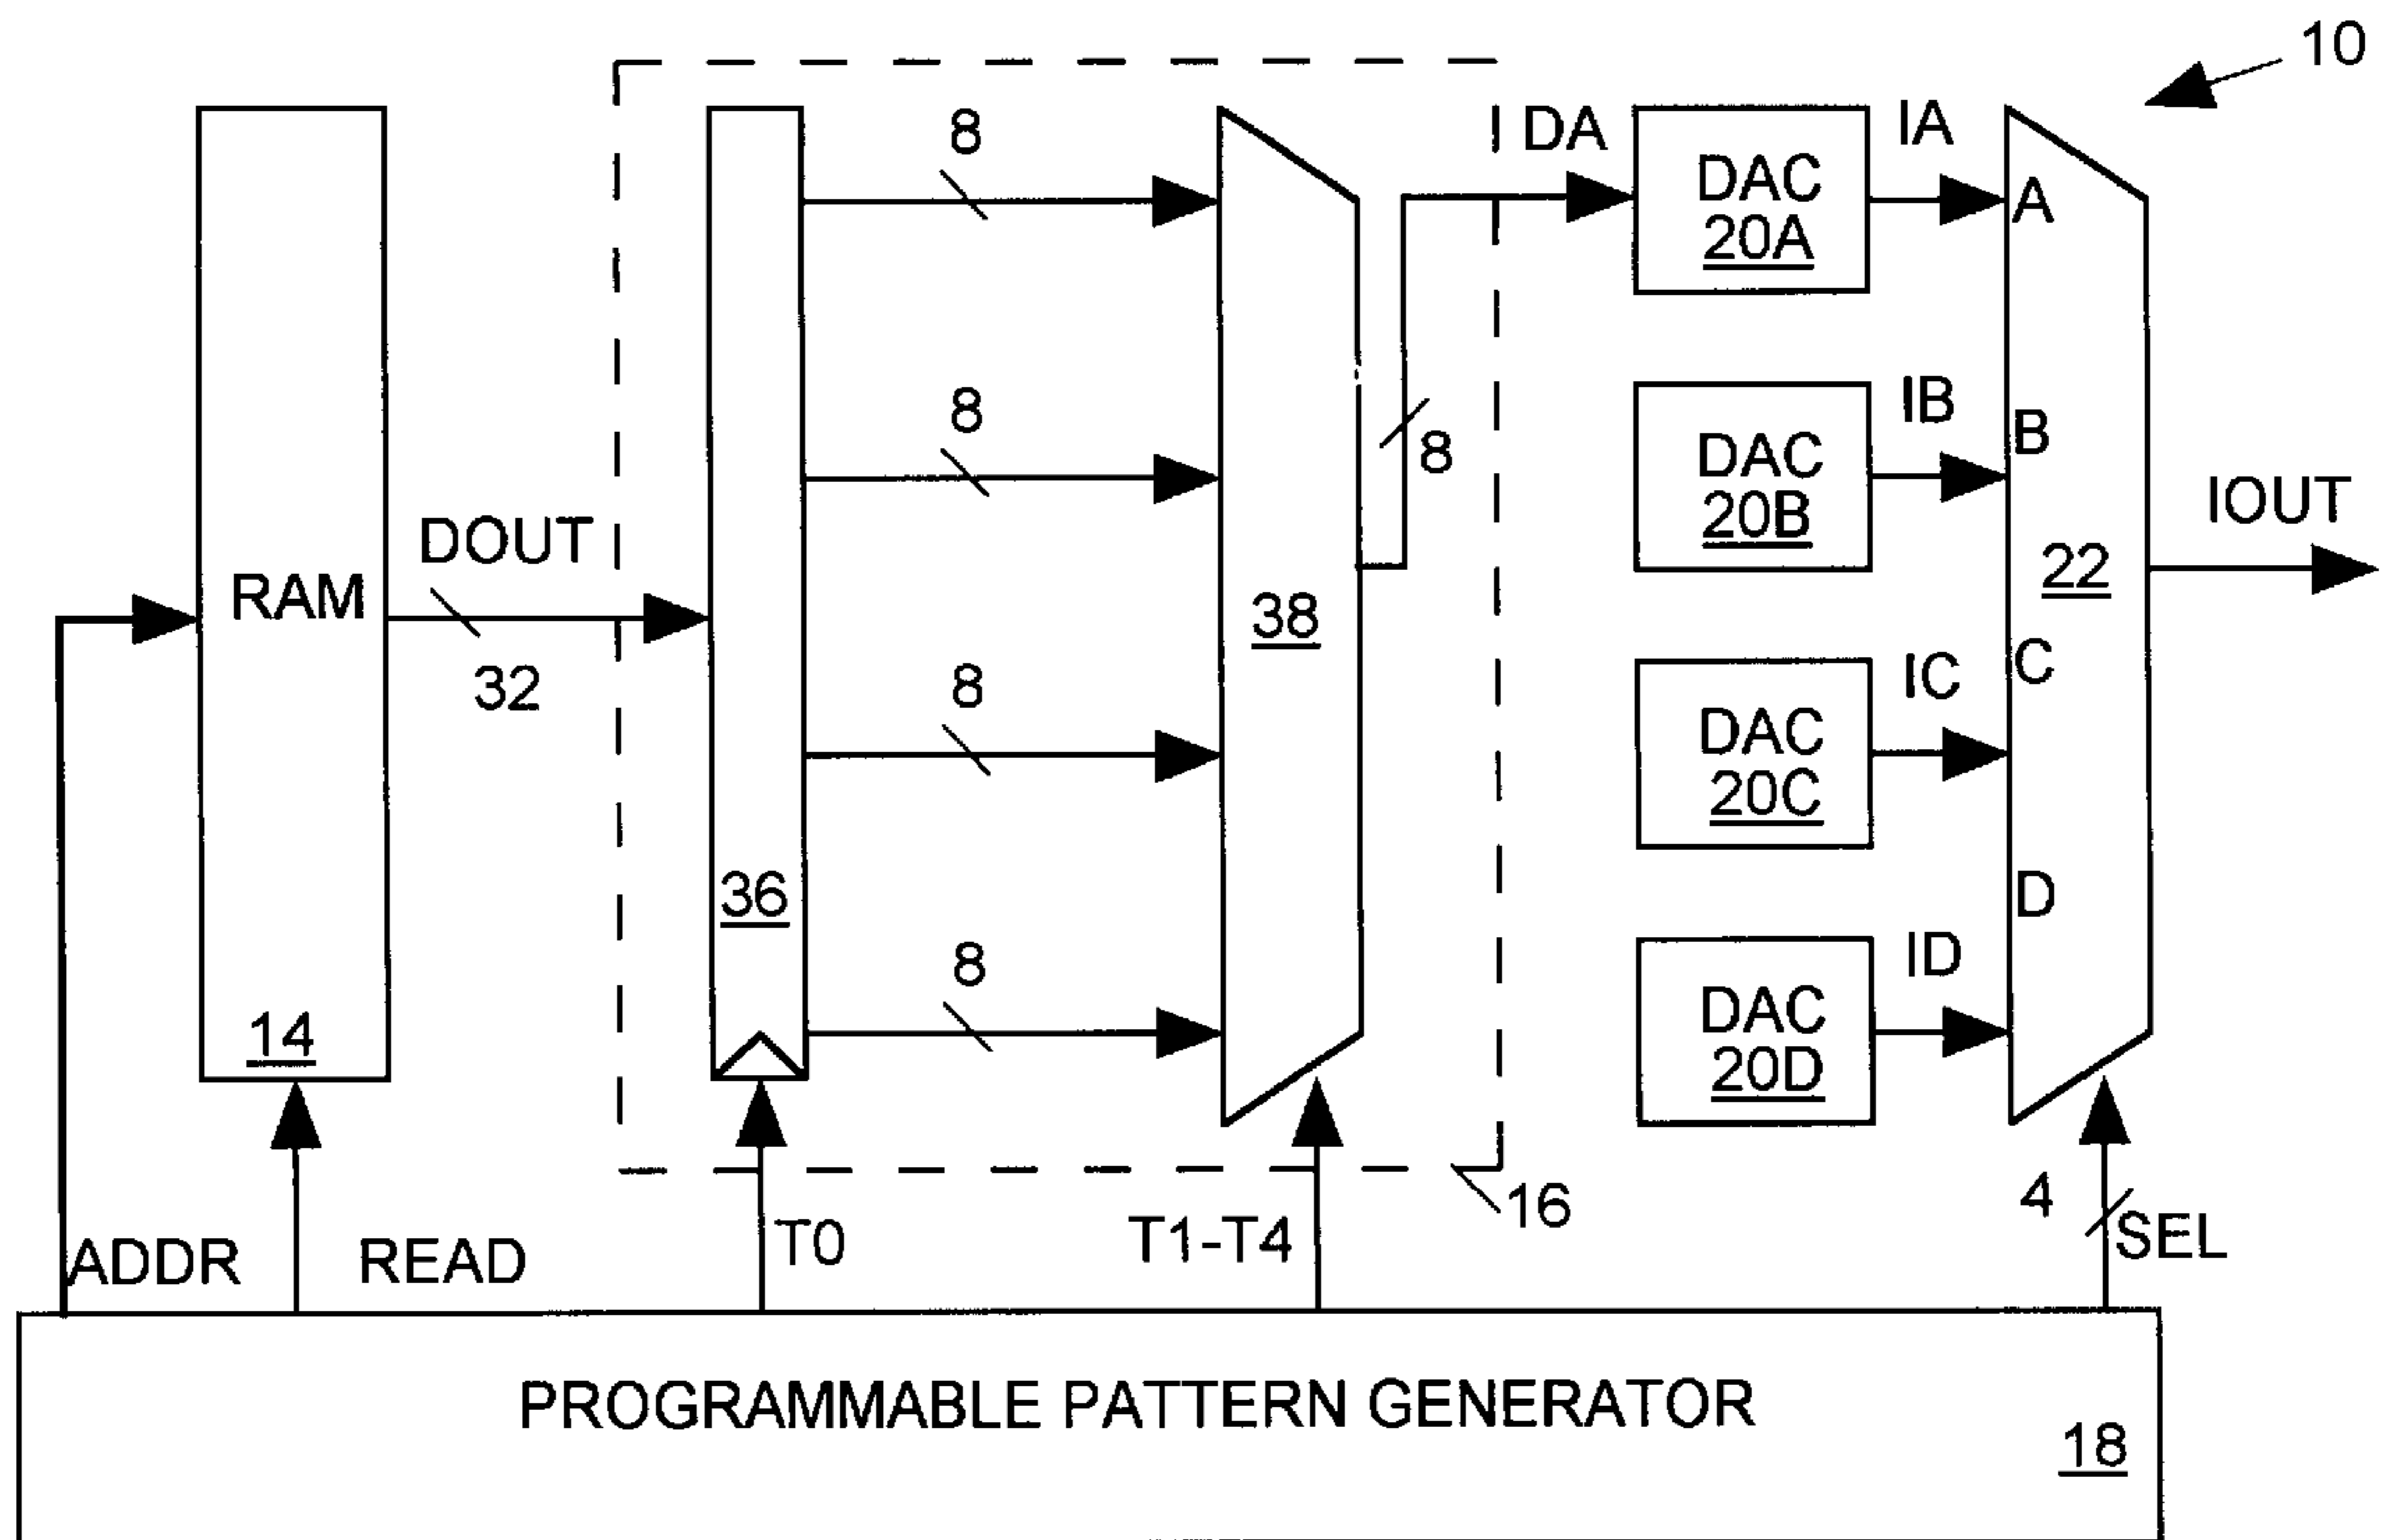 10
8
DA
DAC
20A
IA
A
8
8
DAC
20B
IB
B
IOUT
22
RAM
DOUT
32
38
8
DAC
20C
IC
C
36
14
8
DAC
20D
ID
D
16
4
SEL
ADDR
READ
T0
T1-T4
PROGRAMMABLE PATTERN GENERATOR
18